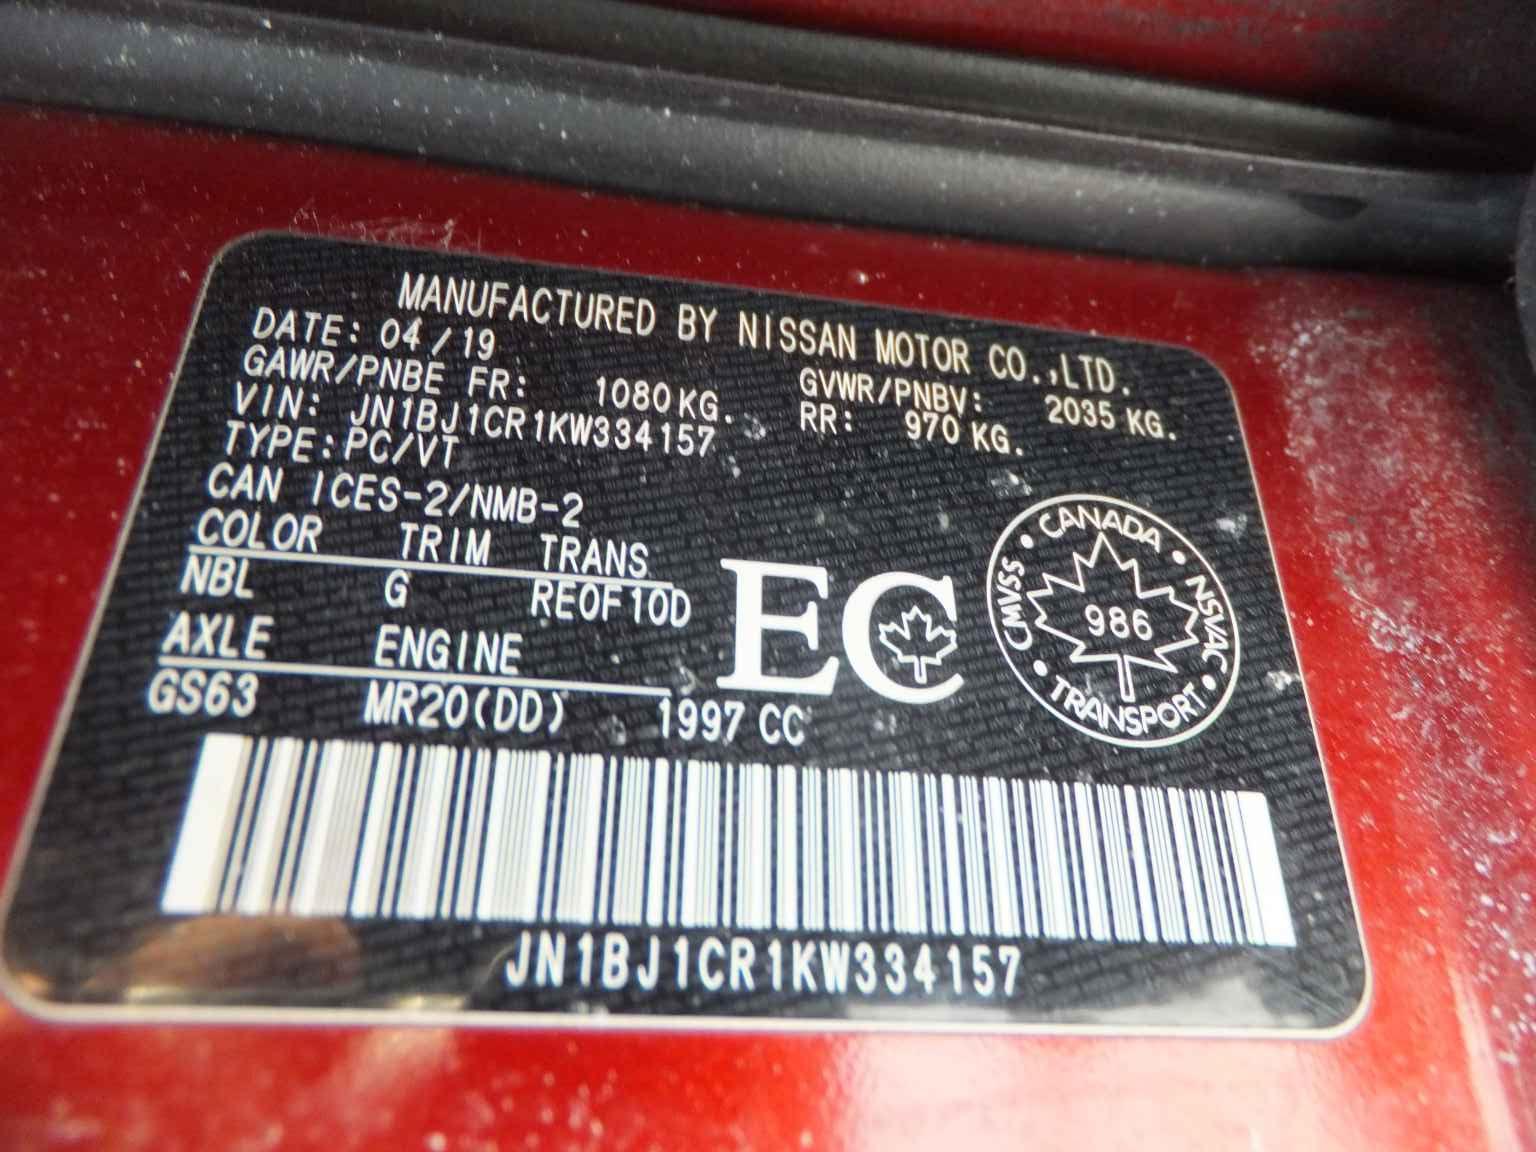 MANUFACTURED BY NISSAN MOTOR CO.,LTD.
DATE: 04/19 GVWR/PNBV: 2035 KG.
GAWR/PNBE FR: 1080 KG. RR: 970 KG.
VIN: JN1BJ1CR1KW334157
TYPE:PC/VT
CAN ICES-2/NMB-2
COLOR TRIM TRANS
NBL G RE0F10D
AXLE ENGINE
GS63 MR20(DD) 1997 CC
EC
CANADA
NSVAC
TRANSPORT
CMVSS
986
JN1BJ1CR1KW334157